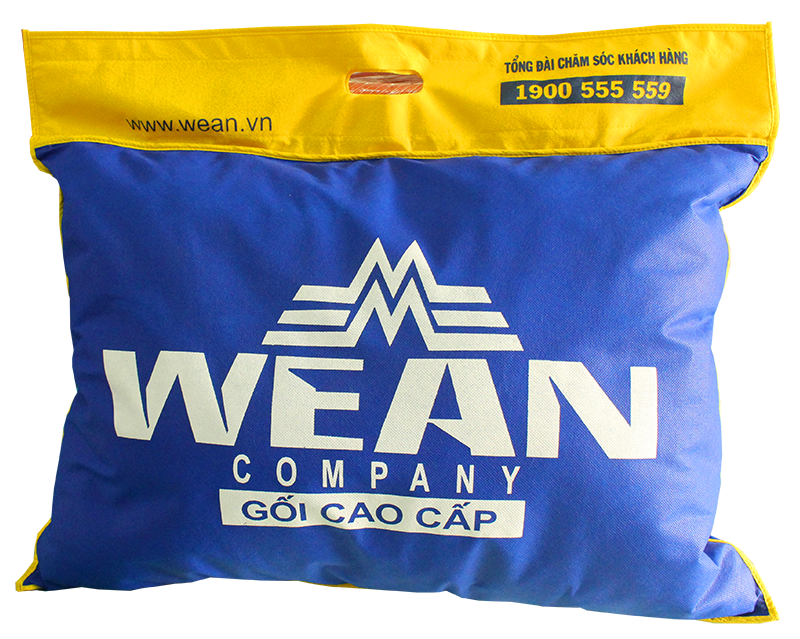 TỔNG ĐÀI CHĂM SÓC KHÁCH HÀNG
1900 555 559
www.wean.vn
WEAN
COMPANY
GỐI CAO CẤP